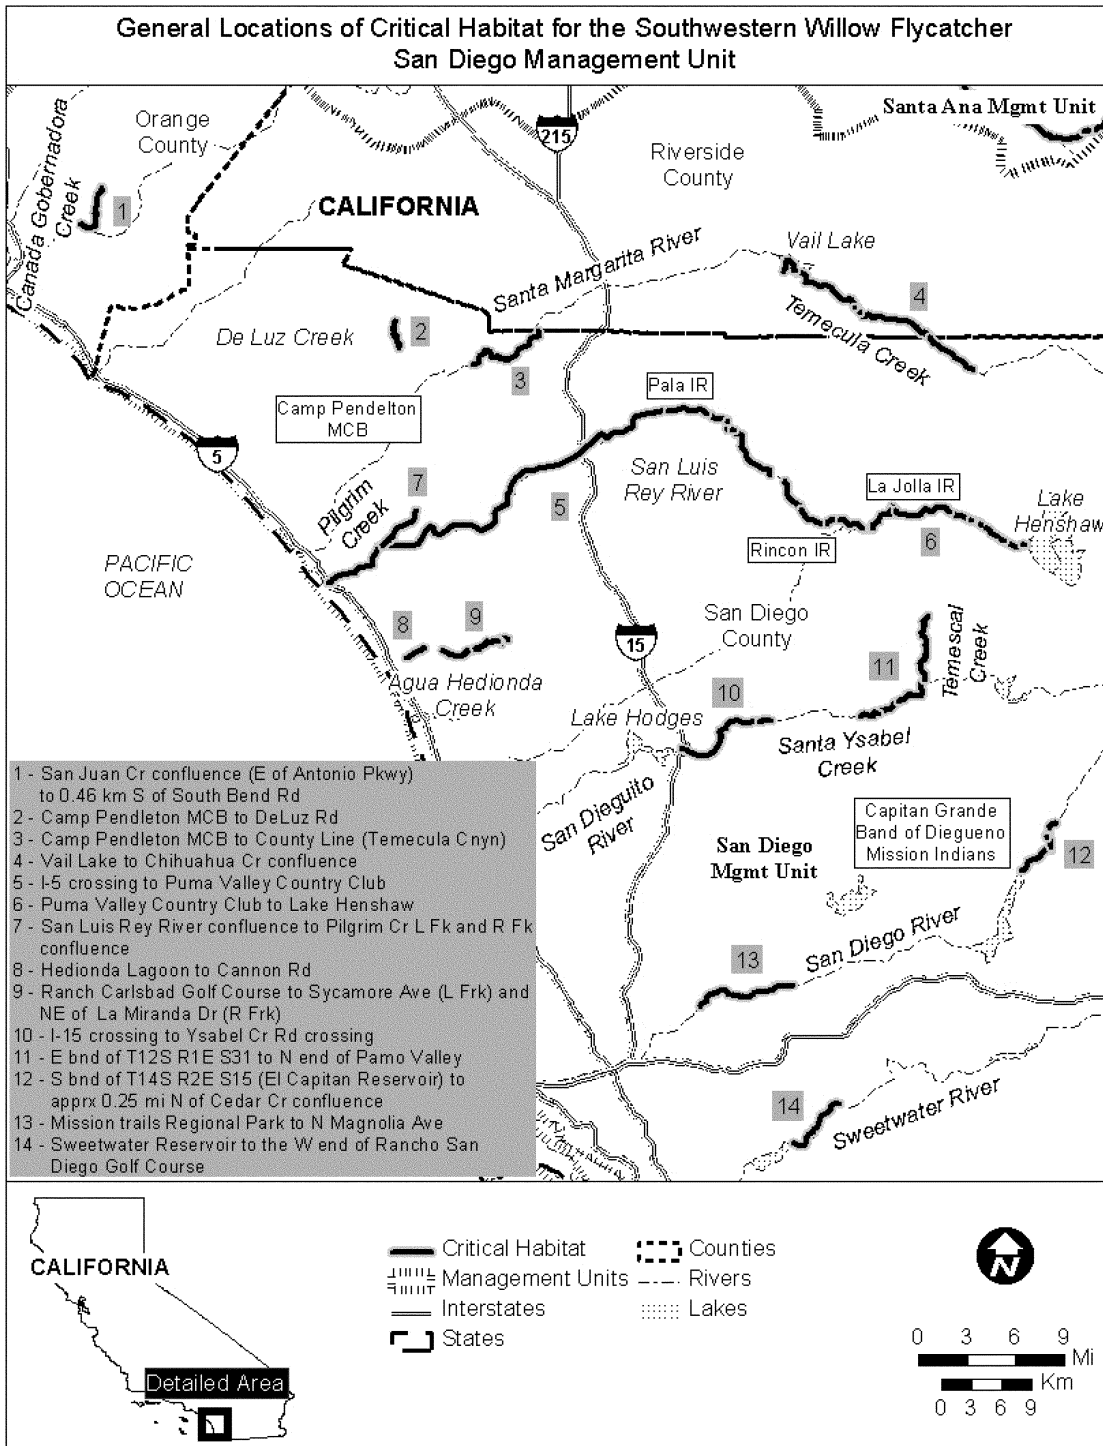 General Locations of Critical Habitat for the Southwestern Willow Flycatcher
San Diego Management Unit
Santa Ana Mgmt Unit
Orange
County
215
Riverside
County
Canada Gobernadora
Creek
1
CALIFORNIA
Santa Margarita River
Vail Lake
4
Temecula Creek
De Luz Creek
2
3
Pala IR
Camp Pendelton
MCB
5
7
San Luis
Rey River
La Jolla IR
Lake
Henshaw
Pilgrim
Creek
5
6
Rincon IR
PACIFIC
OCEAN
8
9
San Diego
County
15
Temescal
Creek
11
Agua Hedionda
Creek
10
Lake Hodges
Santa Ysabel
Creek
San Dieguito
River
Capitan Grande
Band of Diegueno
Mission Indians
San Diego
Mgmt Unit
12
San Diego River
13
14
Sweetwater River
1 - San Juan Cr confluence (E of Antonio Pkwy)
to 0.46 km S of South Bend Rd
2 - Camp Pendleton MCB to DeLuz Rd
3 - Camp Pendleton MCB to County Line (Temecula Cnyn)
4 - Vail Lake to Chihuahua Cr confluence
5 - I-5 crossing to Puma Valley Country Club
6 - Puma Valley Country Club to Lake Henshaw
7 - San Luis Rey River confluence to Pilgrim Cr L Fk and R Fk
confluence
8 - Hedionda Lagoon to Cannon Rd
9 - Ranch Carlsbad Golf Course to Sycamore Ave (L Frk) and
NE of La Miranda Dr (R Frk)
10 - I-15 crossing to Ysabel Cr Rd crossing
11 - E bnd of T12S R1E S31 to N end of Pamo Valley
12 - S bnd of T14S R2E S15 (El Capitan Reservoir) to
apprx 0.25 mi N of Cedar Cr confluence
13 - Mission trails Regional Park to N Magnolia Ave
14 - Sweetwater Reservoir to the W end of Rancho San
Diego Golf Course
CALIFORNIA
Detailed Area
Critical Habitat
Management Units
Interstates
States
Counties
Rivers
Lakes
N
0 3 6 9
Mi
Km
0 3 6 9